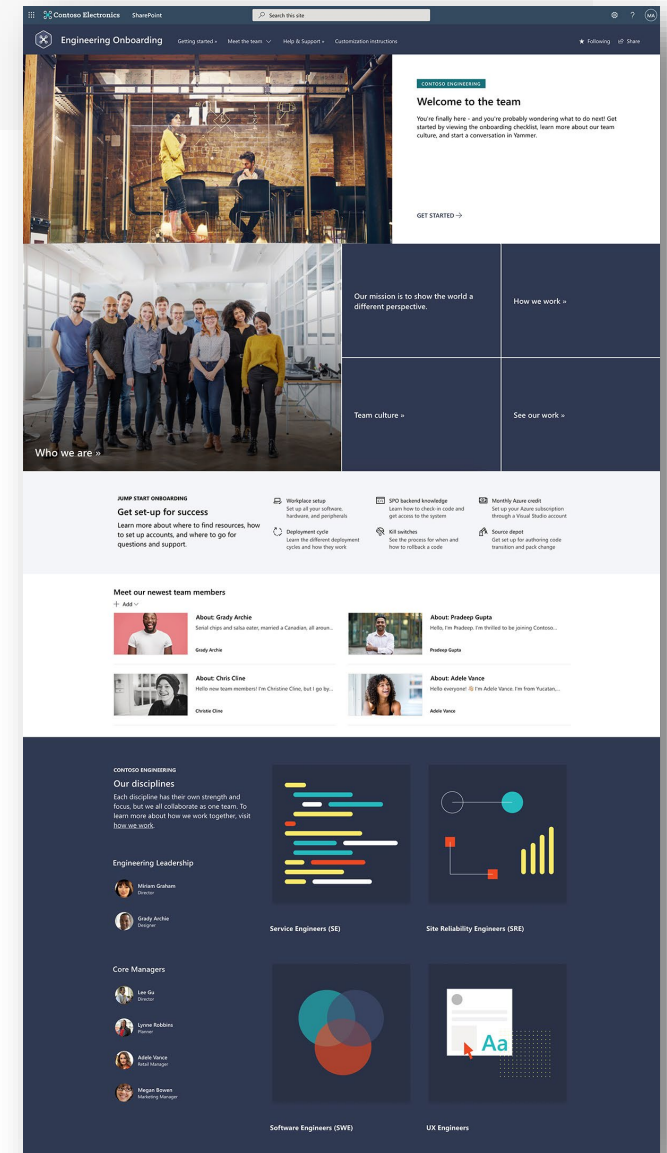 Contoso Electronics SharePoint
Search this site
? MA
Engineering Onboarding Getting started » Meet the team Help & Support » Customization instructions
Following Share
CONTOSO ENGINEERING
Welcome to the team
You're finally here - and you're probably wondering what to do next! Get
started by viewing the onboarding checklist, learn more about our team
culture, and start a conversation in Yammer.
GET STARTED →
Who we are »
Our mission is to show the world a
different perspective.
How we work »
Team culture »
See our work »
JUMP START ONBOARDING
Get set-up for success
Learn more about where to find resources, how
to set up accounts, and where to go for
questions and support.
Workplace setup
Set up all your software,
hardware, and peripherals
SPO backend knowledge
Learn how to check-in code and
get access to the system
Monthly Azure credit
Set up your Azure subscription
through a Visual Studio account
Deployment cycle
Learn the different deployment
cycles and how they work
Kill switches
See the process for when and
how to rollback a code
Source depot
Get set up for authoring code
transition and pack change
Meet our newest team members
+ Add
About: Grady Archie
Serial chips and salsa eater, married a Canadian, all aroun...
Grady Archie
About: Pradeep Gupta
Hello, I'm Pradeep. I'm thrilled to be joining Contoso...
Pradeep Gupta
About: Chris Cline
Hello new team members! I'm Christine Cline, but I go by...
Christie Cline
About: Adele Vance
Hello everyone! 👋 I'm Adele Vance. I'm from Yucatan,...
Adele Vance
CONTOSO ENGINEERING
Our disciplines
Each discipline has their own strength and
focus, but we all collaborate as one team. To
learn more about how we work together, visit
how we work.
Engineering Leadership
Miriam Graham
Director
Grady Archie
Designer
Service Engineers (SE)
Site Reliability Engineers (SRE)
Core Managers
Lee Gu
Director
Lynne Robbins
Planner
Adele Vance
Retail Manager
Megan Bowen
Marketing Manager
Aa
Software Engineers (SWE)
UX Engineers